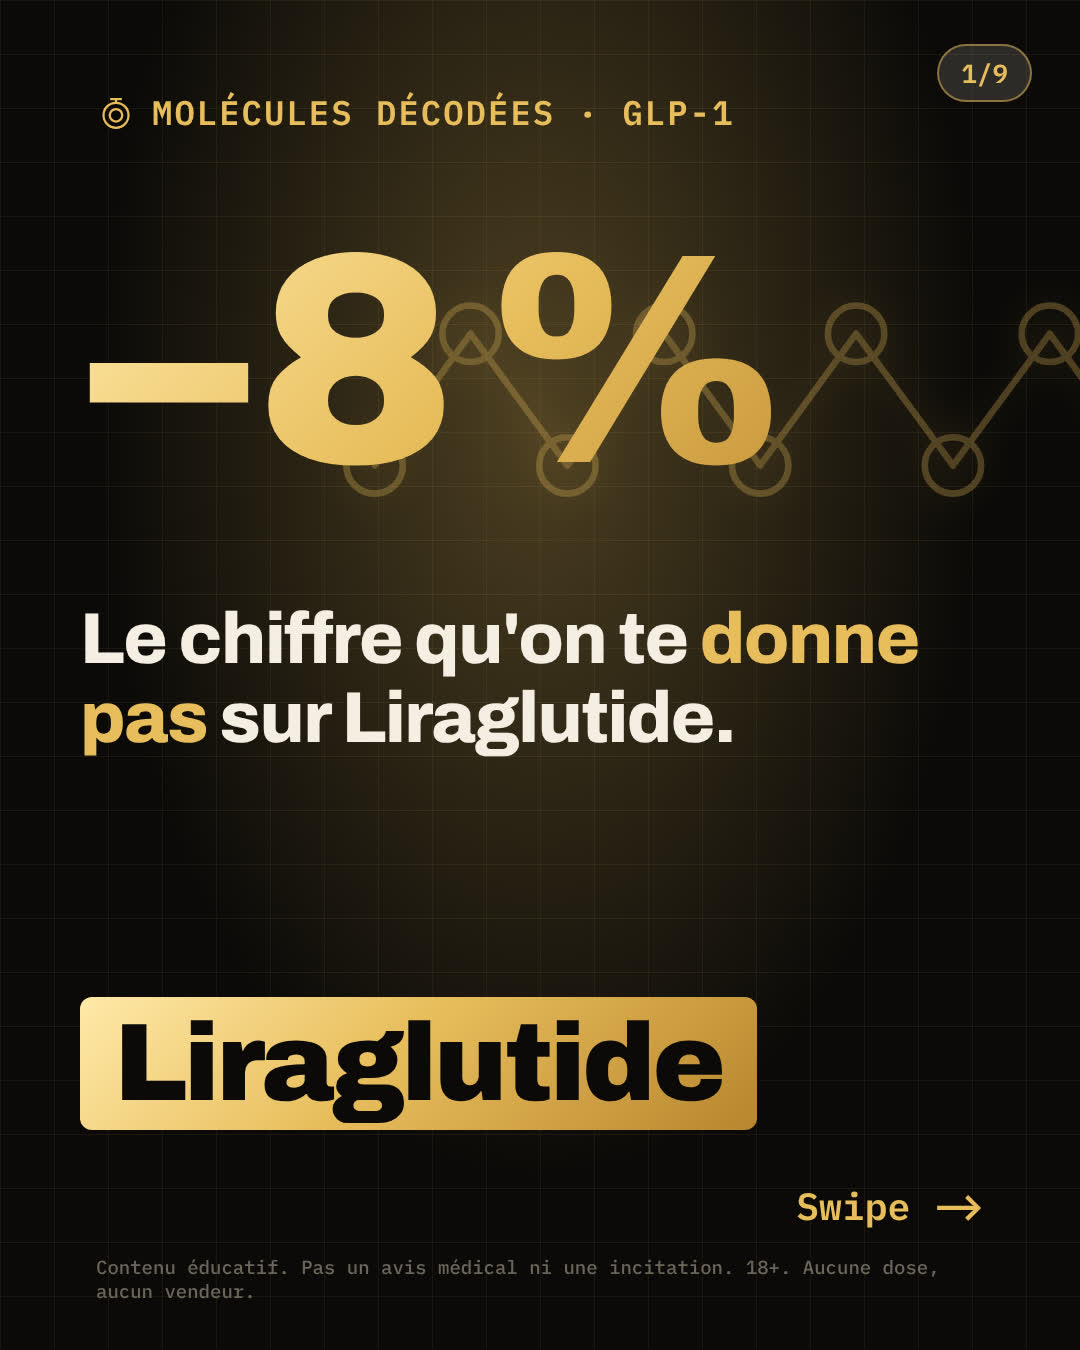 1/9
MOLÉCULES DÉCODÉES · GLP-1
–8%
Le chiffre qu'on te donne
pas sur Liraglutide.
Liraglutide
Swipe →
Contenu éducatif. Pas un avis médical ni une incitation. 18+. Aucune dose,
aucun vendeur.